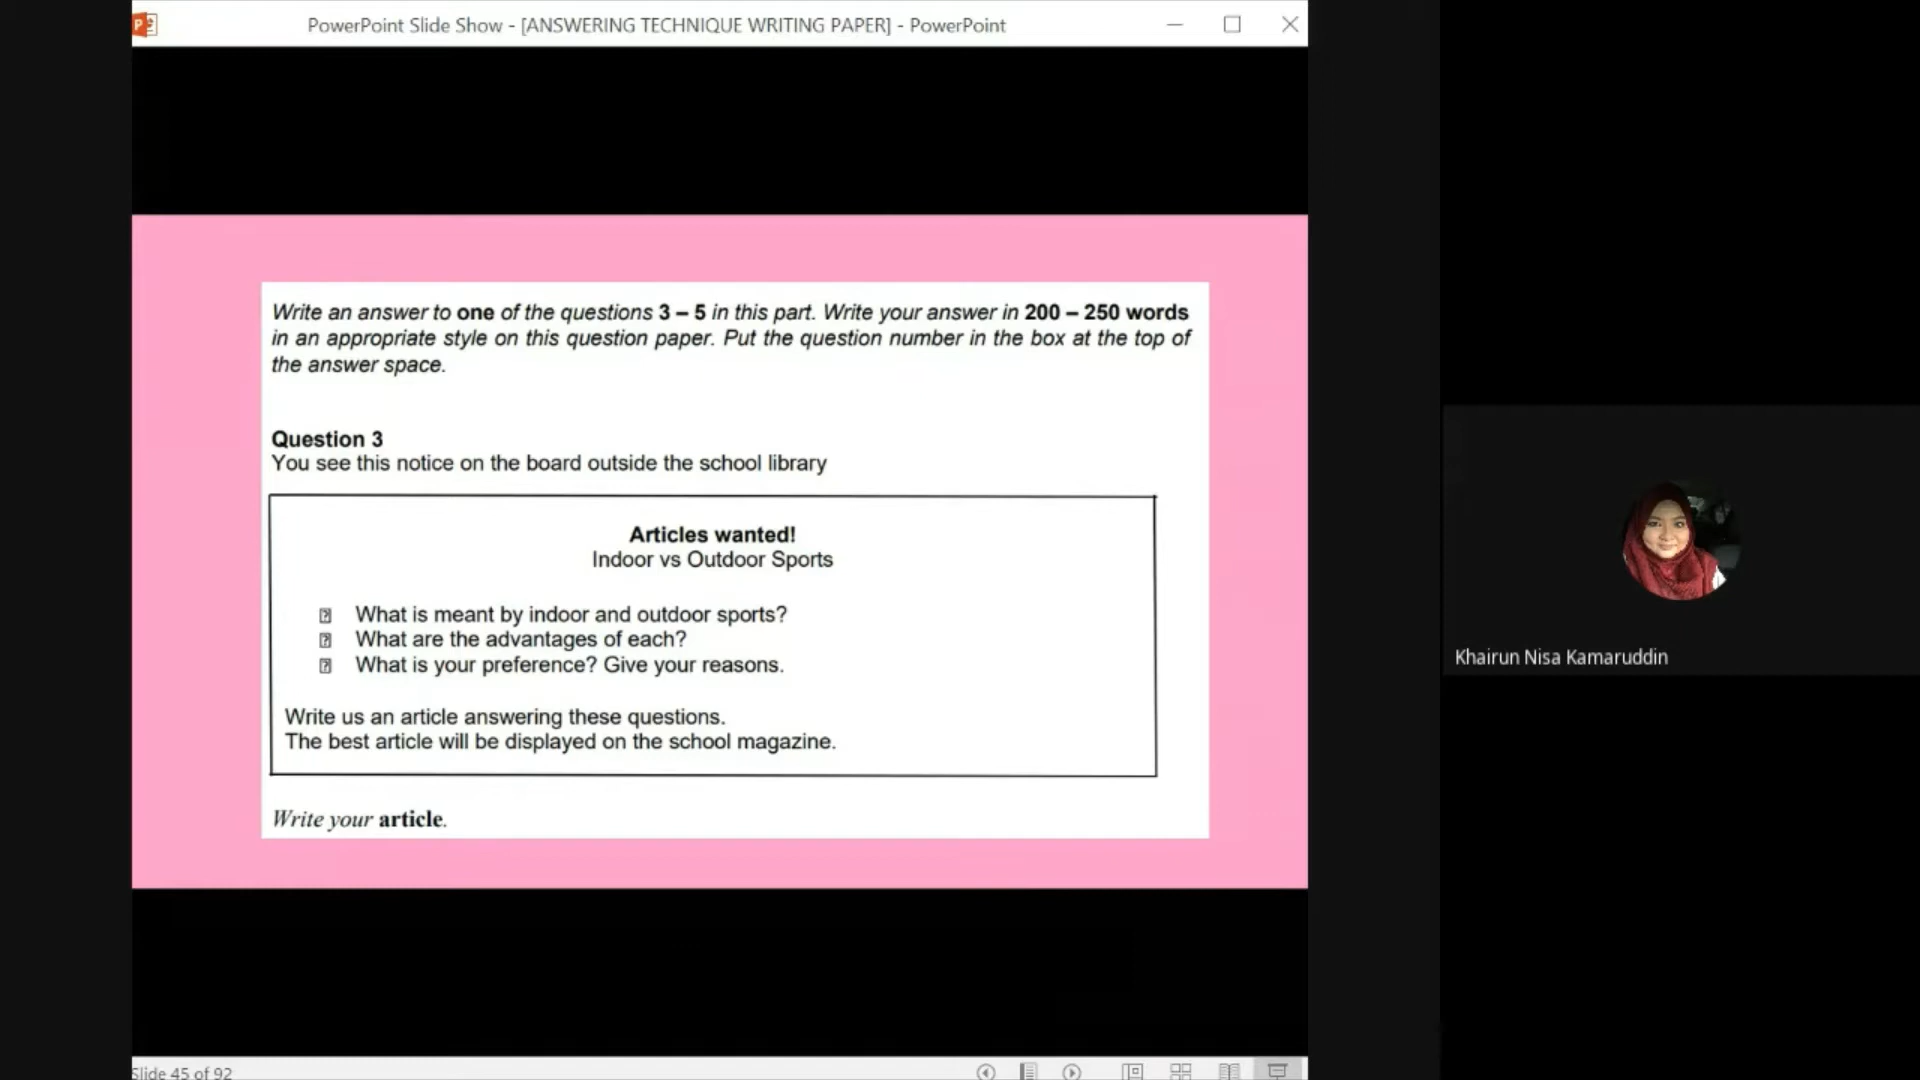 PowerPoint Slide Show - [ANSWERING TECHNIQUE WRITING PAPER] - PowerPoint
Write an answer to one of the questions 3 – 5 in this part. Write your answer in 200 – 250 words
in an appropriate style on this question paper. Put the question number in the box at the top of
the answer space.
Question 3
You see this notice on the board outside the school library
Articles wanted!
Indoor vs Outdoor Sports
What is meant by indoor and outdoor sports?
What are the advantages of each?
What is your preference? Give your reasons.
Write us an article answering these questions.
The best article will be displayed on the school magazine.
Write your article.
Khairun Nisa Kamaruddin
Slide 45 of 92